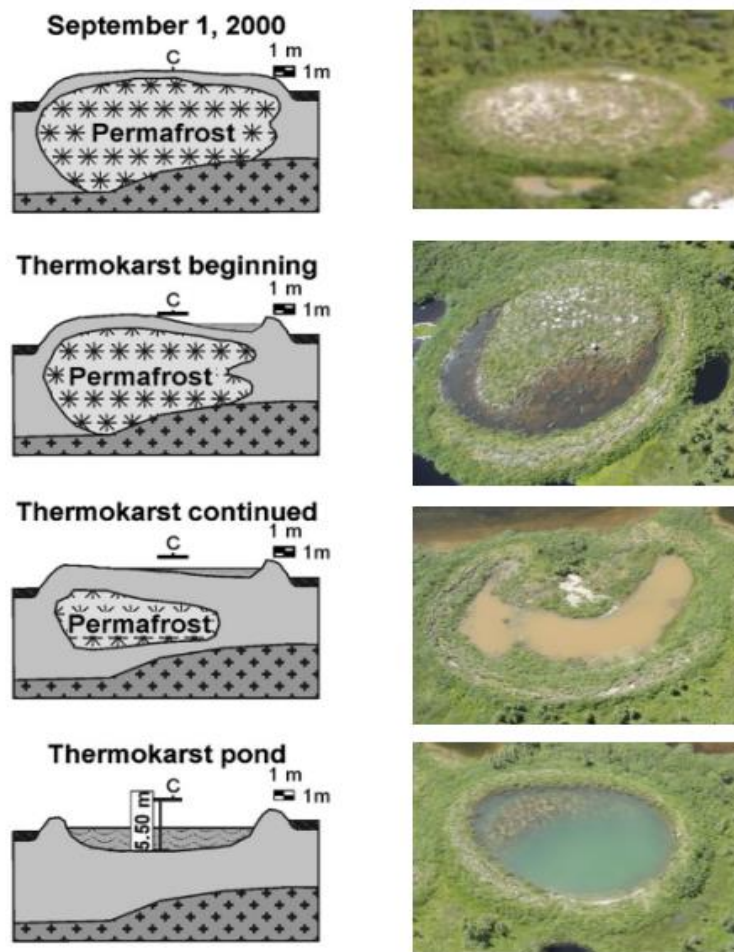 September 1, 2000
C
1 m
1m
Permafrost
Thermokarst beginning
C
1 m
1m
Permafrost
Thermokarst continued
C
1 m
1m
Permafrost
Thermokarst pond
C
1 m
1m
5.50 m